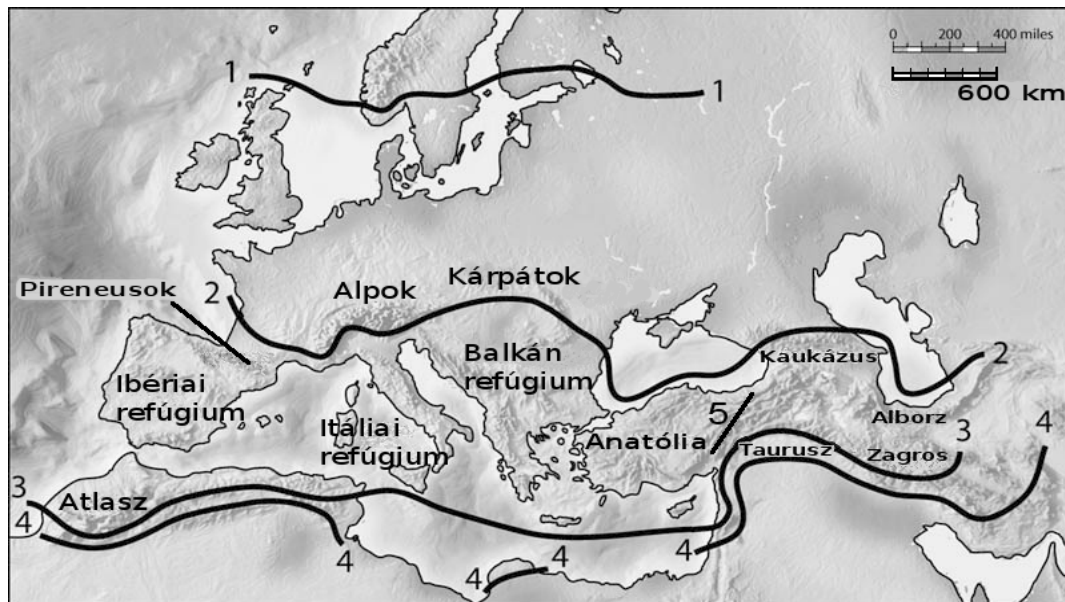 0 200 400 miles
600 km
1
1
Pireneusok
2
Alpok
Kárpátok
Ibériai
refúgium
Itáliai
refúgium
Balkán
refúgium
Kaukázus
2
Anatólia
5
Alborz
Taurusz
Zagros
3
4
3
Atlasz
4
4
4
4
4